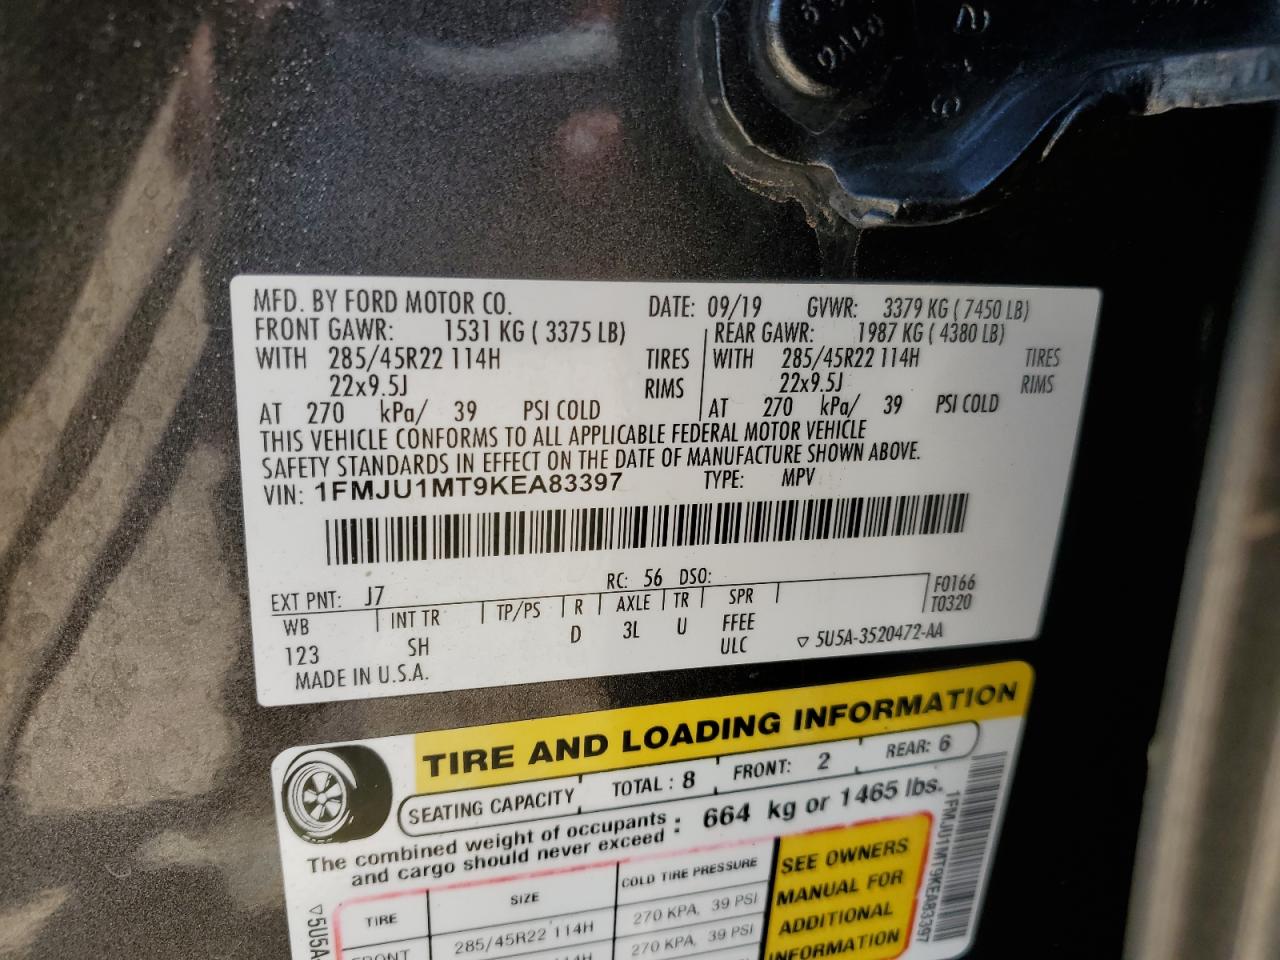 MFD. BY FORD MOTOR CO. DATE: 09/19 GVWR: 3379 KG ( 7450 LB)
FRONT GAWR: 1531 KG ( 3375 LB) REAR GAWR: 1987 KG ( 4380 LB)
WITH 285/45R22 114H TIRES WITH 285/45R22 114H TIRES
22x9.5J RIMS 22x9.5J RIMS
AT 270 kPa/ 39 PSI COLD AT 270 kPa/ 39 PSI COLD
THIS VEHICLE CONFORMS TO ALL APPLICABLE FEDERAL MOTOR VEHICLE
SAFETY STANDARDS IN EFFECT ON THE DATE OF MANUFACTURE SHOWN ABOVE.
VIN: 1FMJU1MT9KEA83397 TYPE: MPV
EXT PNT: J7 RC: 56 DSO: F0166
WB INT TR TP/PS R AXLE TR SPR T0320
123 SH D 3L U FFEE
ULC ▽ 5U5A-3520472-AA
MADE IN U.S.A.
TIRE AND LOADING INFORMATION
SEATING CAPACITY TOTAL : 8 FRONT: 2 REAR: 6
The combined weight of occupants and cargo should never exceed : 664 kg or 1465 lbs.
TIRE SIZE COLD TIRE PRESSURE
FRONT 285/45R22 114H 270 KPA, 39 PSI
114H 270 KPA, 39 PSI
SEE OWNERS
MANUAL FOR
ADDITIONAL
INFORMATION
1FMJU1MT9KEA83397
▽5U5A